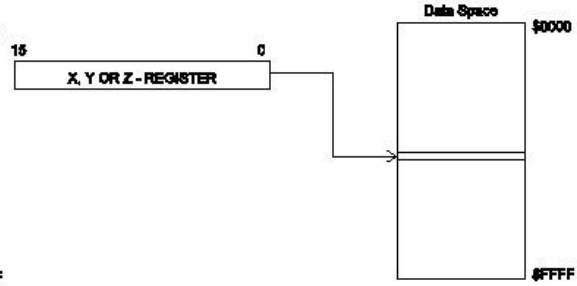 Data Space
$0000
15 0
X, Y OR Z - REGISTER
$FFFF